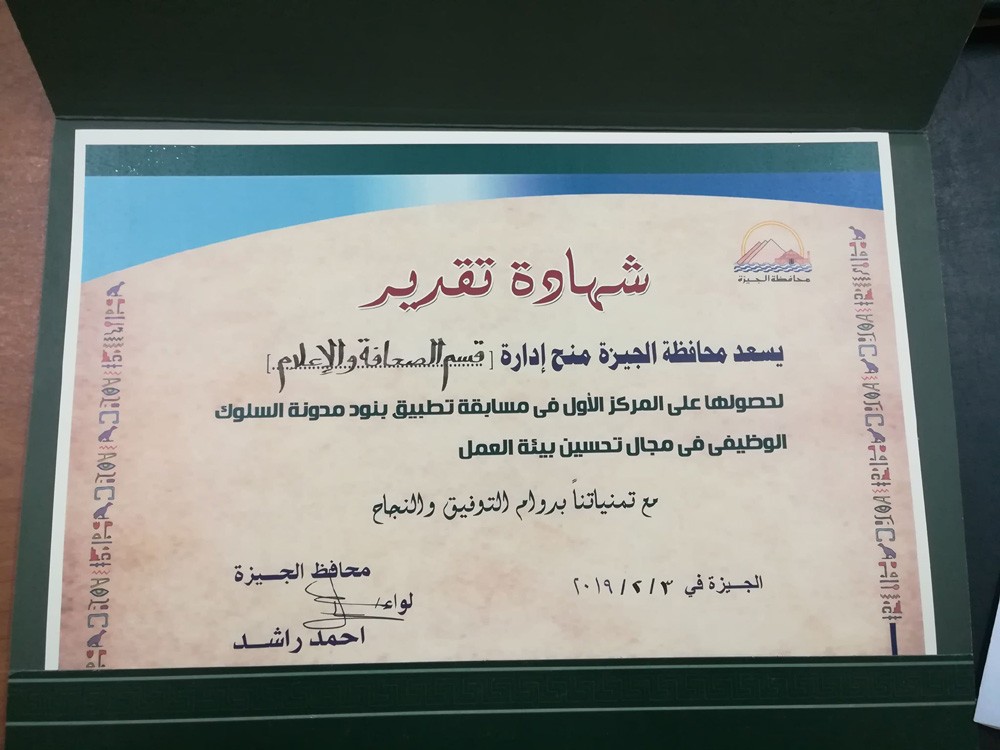 محافظة الجيزة
شهادة تقدير
يسعد محافظة الجيزة منح إدارة [ قسم الصحافة والإعلام ]
لحصولها على المركز الأول فى مسابقة تطبيق بنود مدونة السلوك
الوظيفى فى مجال تحسين بيئة العمل
مع تمنياتنا بدوام التوفيق والنجاح
الجيزة في ٣ / ٢ / ٢٠١٩
محافظ الجيزة
لواء/
احمد راشد